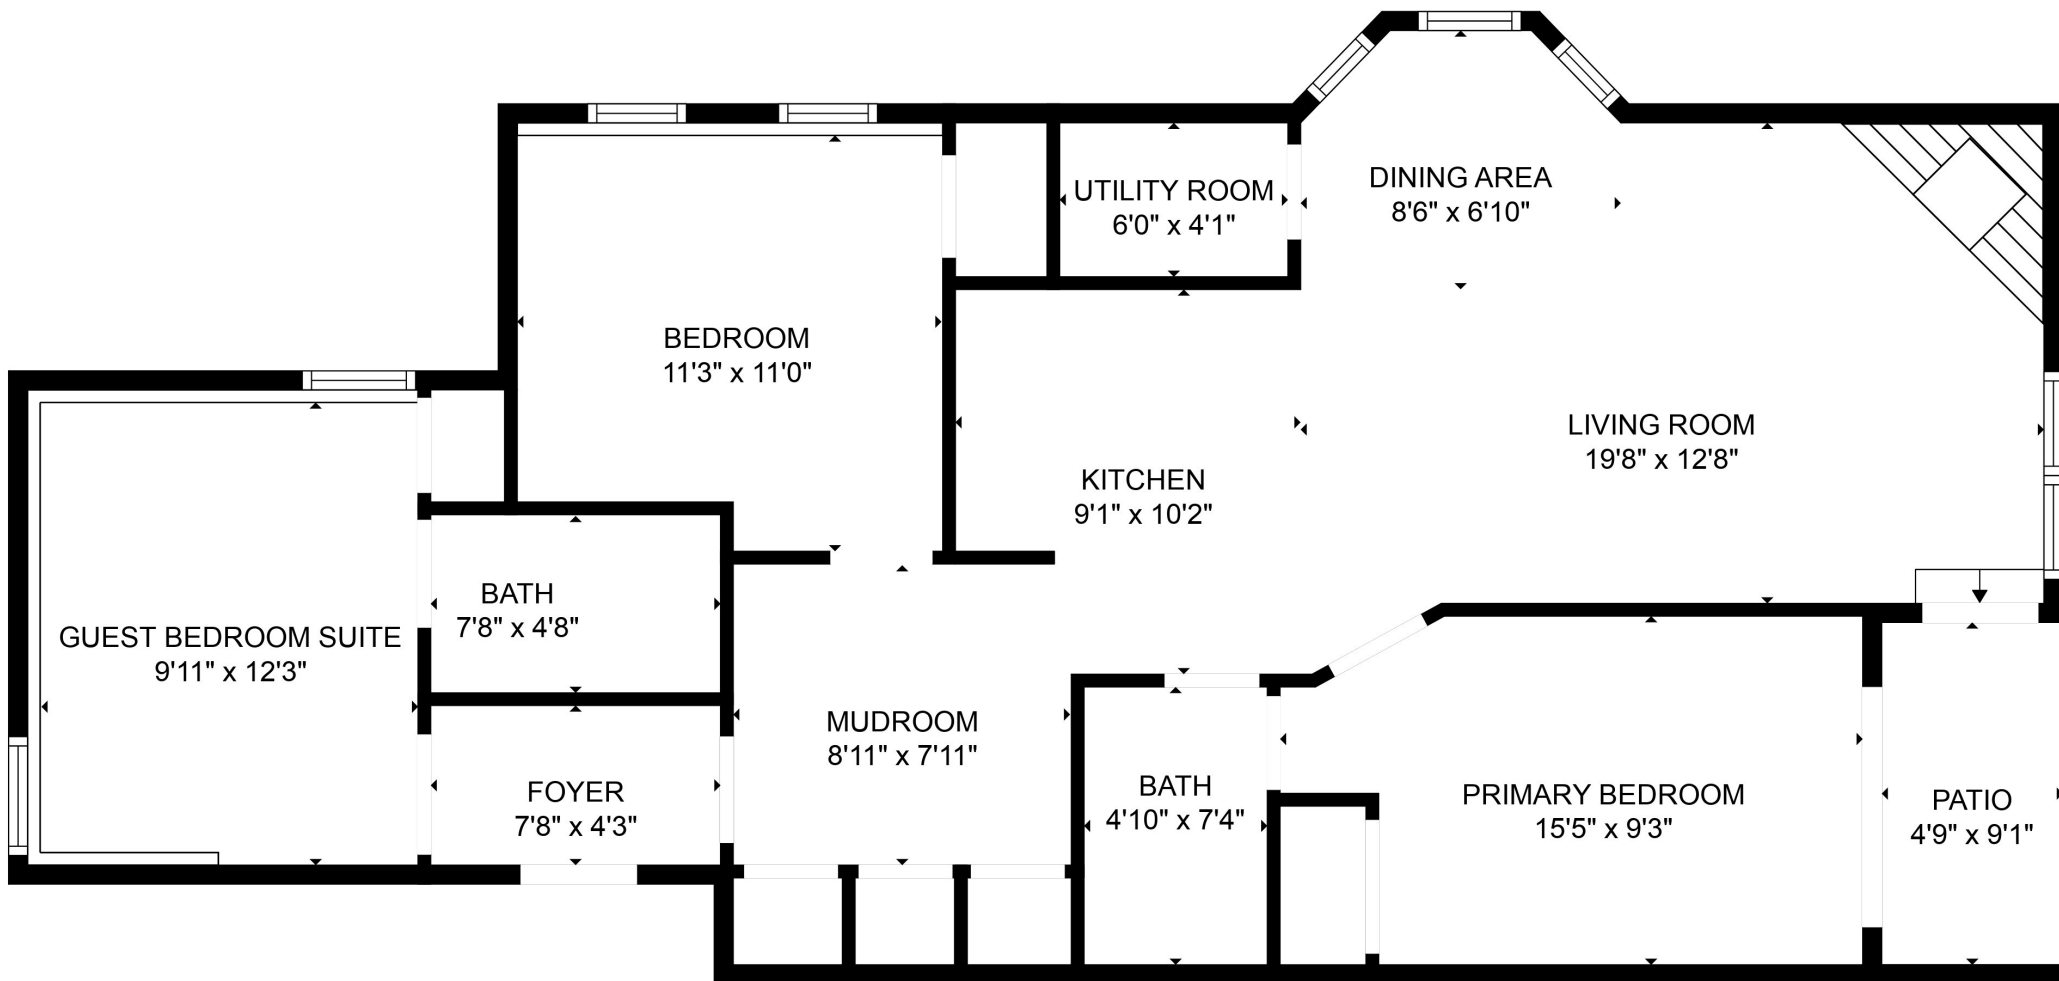 UTILITY ROOM
6'0" x 4'1"
DINING AREA
8'6" x 6'10"
BEDROOM
11'3" x 11'0"
LIVING ROOM
19'8" x 12'8"
KITCHEN
9'1" x 10'2"
BATH
7'8" x 4'8"
GUEST BEDROOM SUITE
9'11" x 12'3"
MUDROOM
8'11" x 7'11"
FOYER
7'8" x 4'3"
BATH
4'10" x 7'4"
PRIMARY BEDROOM
15'5" x 9'3"
PATIO
4'9" x 9'1"